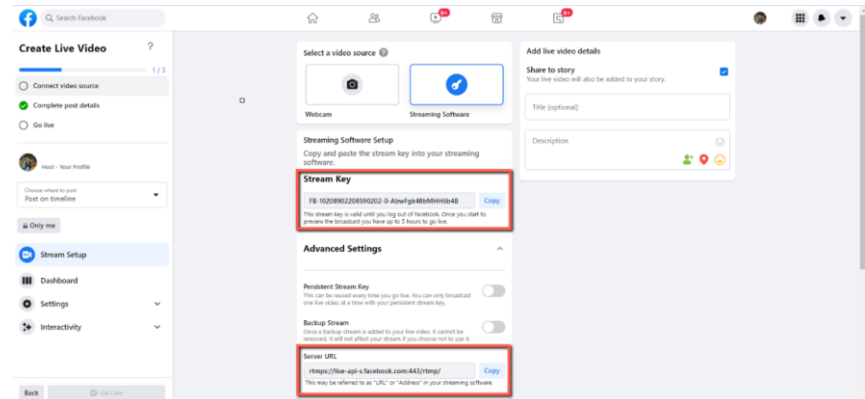 Search Facebook
9+
9+
Create Live Video
?
1 / 3
Connect video source
Complete post details
Go live
Host - Your Profile
Choose where to post
Post on timeline
Only me
Stream Setup
Dashboard
Settings
Interactivity
Back
Go Live
Select a video source
Webcam
Streaming Software
Streaming Software Setup
Copy and paste the stream key into your streaming
software.
Stream Key
FB-10208902208590202-0-AbwFgk4BbMHHlib4B
Copy
This stream key is valid until you log out of Facebook. Once you start to
preview the broadcast you have up to 5 hours to go live.
Advanced Settings
Persistent Stream Key
This can be reused every time you go live. You can only broadcast
one live video at a time with your persistent stream key.
Backup Stream
Once a backup stream is added to your live video, it cannot be
removed. It will not affect your stream if you choose not to use it.
Server URL
rtmps://live-api-s.facebook.com:443/rtmp/
Copy
This may be referred to as "URL" or "Address" in your streaming software.
Add live video details
Share to story
Your live video will also be added to your story.
Title (optional)
Description